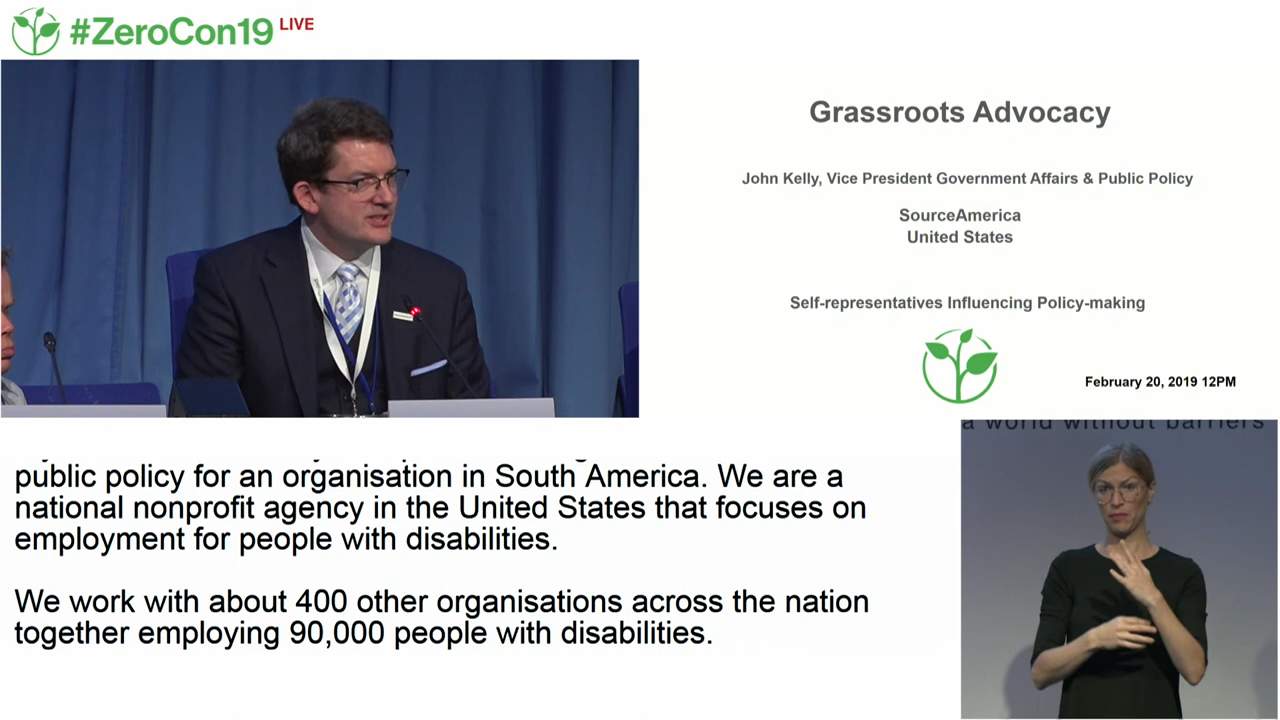 #ZeroCon19 LIVE
Grassroots Advocacy
John Kelly, Vice President Government Affairs & Public Policy
SourceAmerica
United States
Self-representatives Influencing Policy-making
February 20, 2019 12PM
a world without barriers
public policy for an organisation in South America. We are a
national nonprofit agency in the United States that focuses on
employment for people with disabilities.
We work with about 400 other organisations across the nation
together employing 90,000 people with disabilities.